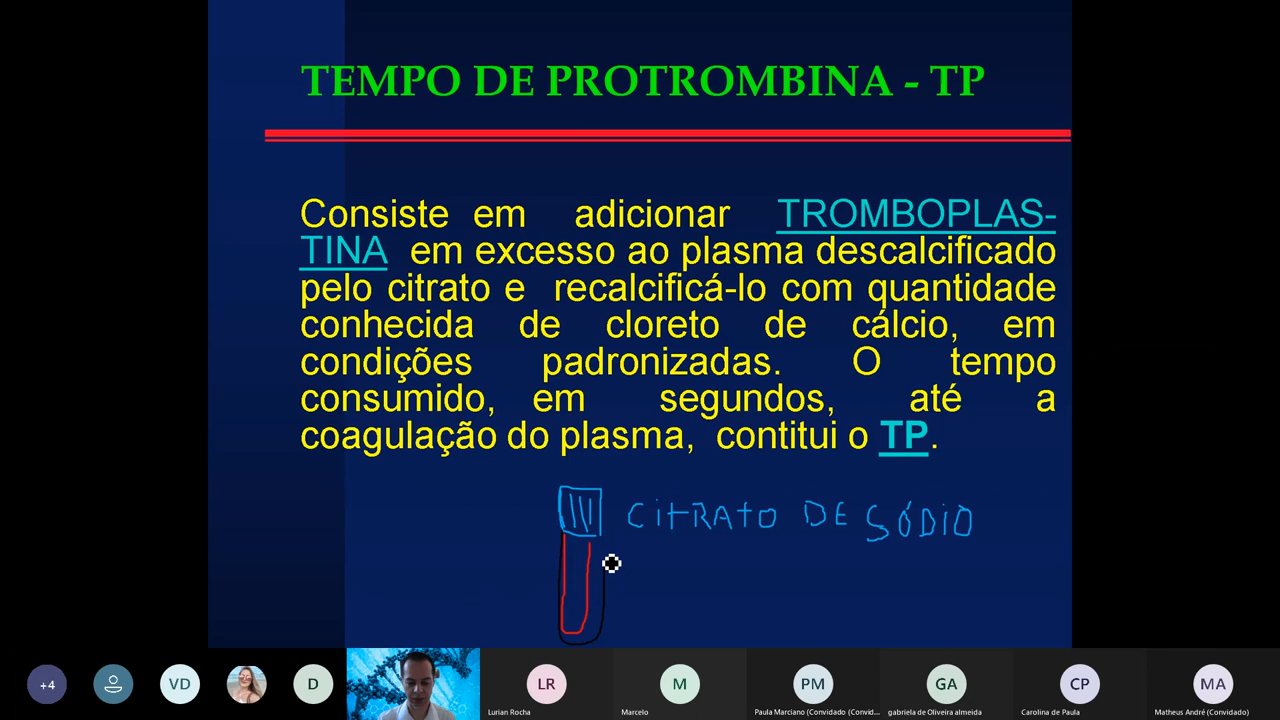 TEMPO DE PROTROMBINA - TP
Consiste em adicionar TROMBOPLAS-
TINA em excesso ao plasma descalcificado
pelo citrato e recalcificá-lo com quantidade
conhecida de cloreto de cálcio, em
condições padronizadas. O tempo
consumido, em segundos, até a
coagulação do plasma, contitui o TP.
CITRATO DE SÓDIO
+4 VD D LR M PM GA CP MA
Lurian Rocha Marcelo Paula Marciano (Convidado (Convid... gabriela de Oliveira almeida Carolina de Paula Matheus André (Convidado)